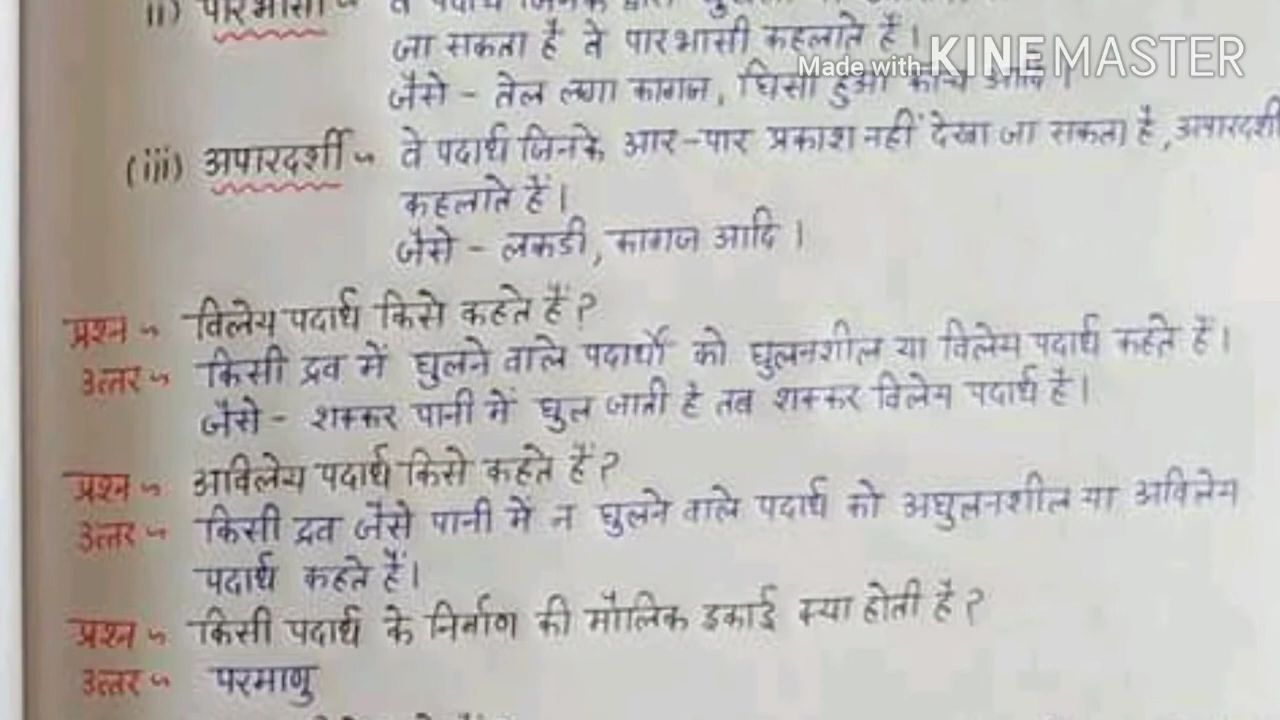 ii) पारभासी
जा सकता है वे पारभासी कहलाते हैं।
Made with KINEMASTER
जैसे - तेल लगा कागज, घिसा हुआ कांच आदि।
(iii) अपारदर्शी वे पदार्थ जिनके आर-पार प्रकाश नहीं देखा जा सकता है, अपारदर्शी
कहलाते हैं।
जैसे - लकडी, कागज आदि।
प्रश्न विलेय पदार्थ किसे कहते हैं?
उत्तर किसी द्रव में घुलने वाले पदार्थों को घुलनशील या विलेय पदार्थ कहते हैं।
जैसे - शक्कर पानी में घुल जाती है तब शक्कर विलेय पदार्थ है।
प्रश्न अविलेय पदार्थ किसे कहते हैं?
उत्तर किसी द्रव जैसे पानी में न घुलने वाले पदार्थ को अघुलनशील या अविलेय
पदार्थ कहते हैं।
प्रश्न किसी पदार्थ के निर्माण की मौलिक इकाई क्या होती है?
उत्तर परमाणु